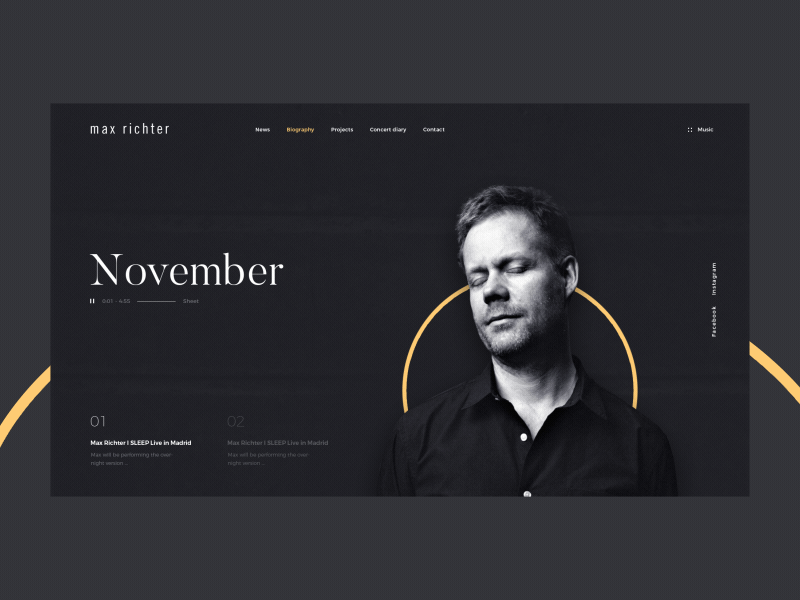 max richter
News Biography Projects Concert diary Contact
Music
November
0:01 - 4:55 Sheet
Instagram
Facebook
01
Max Richter I SLEEP Live in Madrid
Max will be performing the over
night version...
02
Max Richter I SLEEP Live in Madrid
Max will be performing the over
night version...